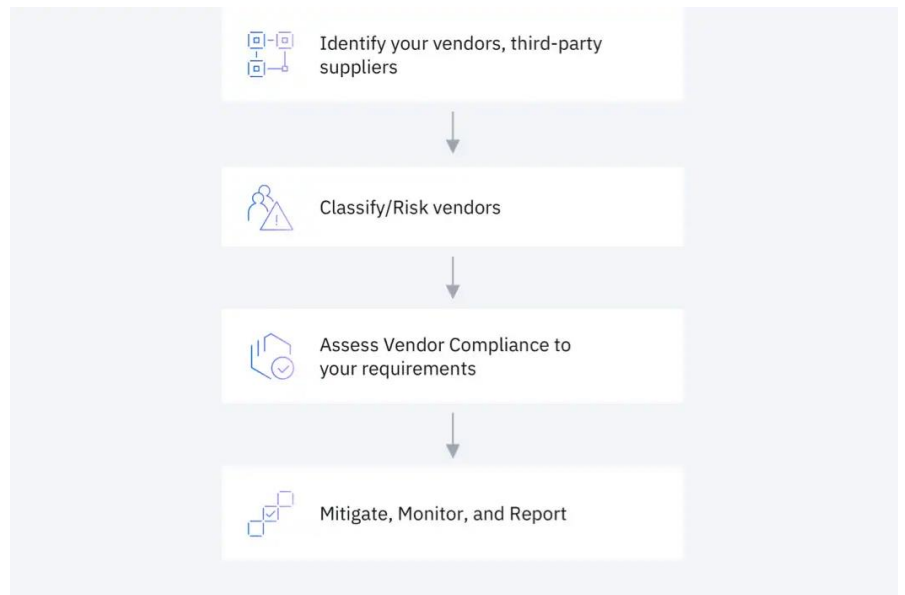 Identify your vendors, third-party
suppliers
Classify/Risk vendors
Assess Vendor Compliance to
your requirements
Mitigate, Monitor, and Report